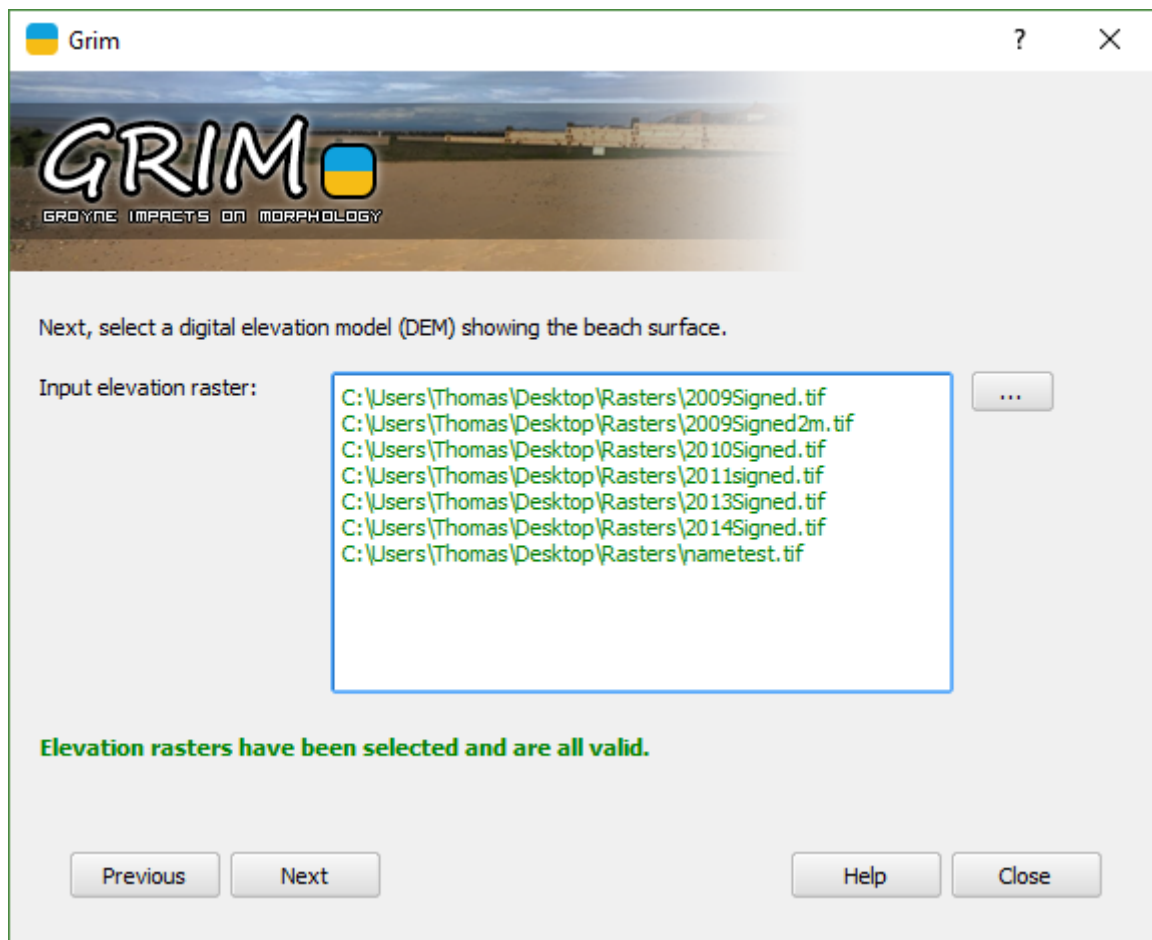 Grim
GRIM
GROYNE IMPACTS ON MORPHOLOGY
Next, select a digital elevation model (DEM) showing the beach surface.
Input elevation raster:
C:\Users\Thomas\Desktop\Rasters\2009Signed.tif
...
C:\Users\Thomas\Desktop\Rasters\2009Signed2m.tif
C:\Users\Thomas\Desktop\Rasters\2010Signed.tif
C:\Users\Thomas\Desktop\Rasters\2011signed.tif
C:\Users\Thomas\Desktop\Rasters\2013Signed.tif
C:\Users\Thomas\Desktop\Rasters\2014Signed.tif
C:\Users\Thomas\Desktop\Rasters\nametest.tif
Elevation rasters have been selected and are all valid.
Previous
Next
Help
Close